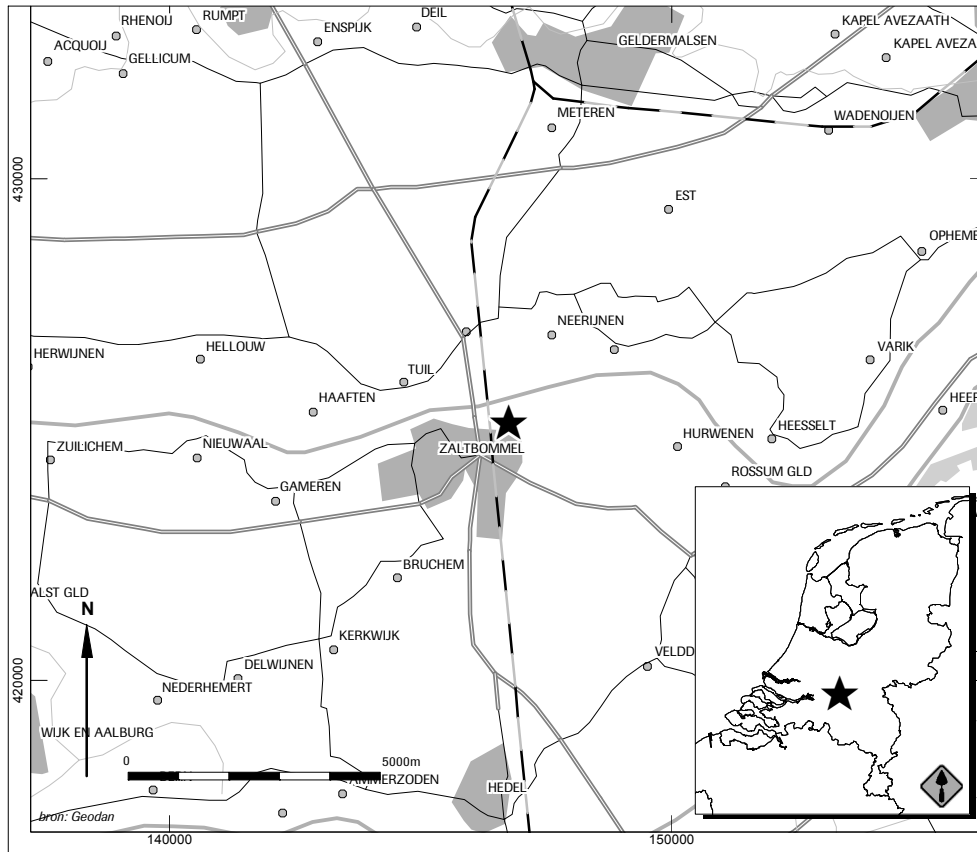 RHENOIJ
RUMPT
DEIL
KAPEL AVEZAATH
ENSPIJK
GELDERMALSEN
ACQUOIJ
GELLICUM
KAPEL AVEZA
METEREN
WADENOIJEN
430000
EST
OPHEME
NEERIJNEN
HERWIJNEN
HELLOUW
VARIK
TUIL
HAAFTEN
HEER
HEESSELT
ZUILICHEM
NIEUWAAL
ZALTBOMMEL
HURWENEN
ROSSUM GLD
GAMEREN
BRUCHEM
ALST GLD
N
KERKWIJK
420000
DELWIJNEN
VELDD
NEDERHEMERT
WIJK EN AALBURG
0
5000m
AMMERZODEN
HEDEL
bron: Geodan
140000
150000